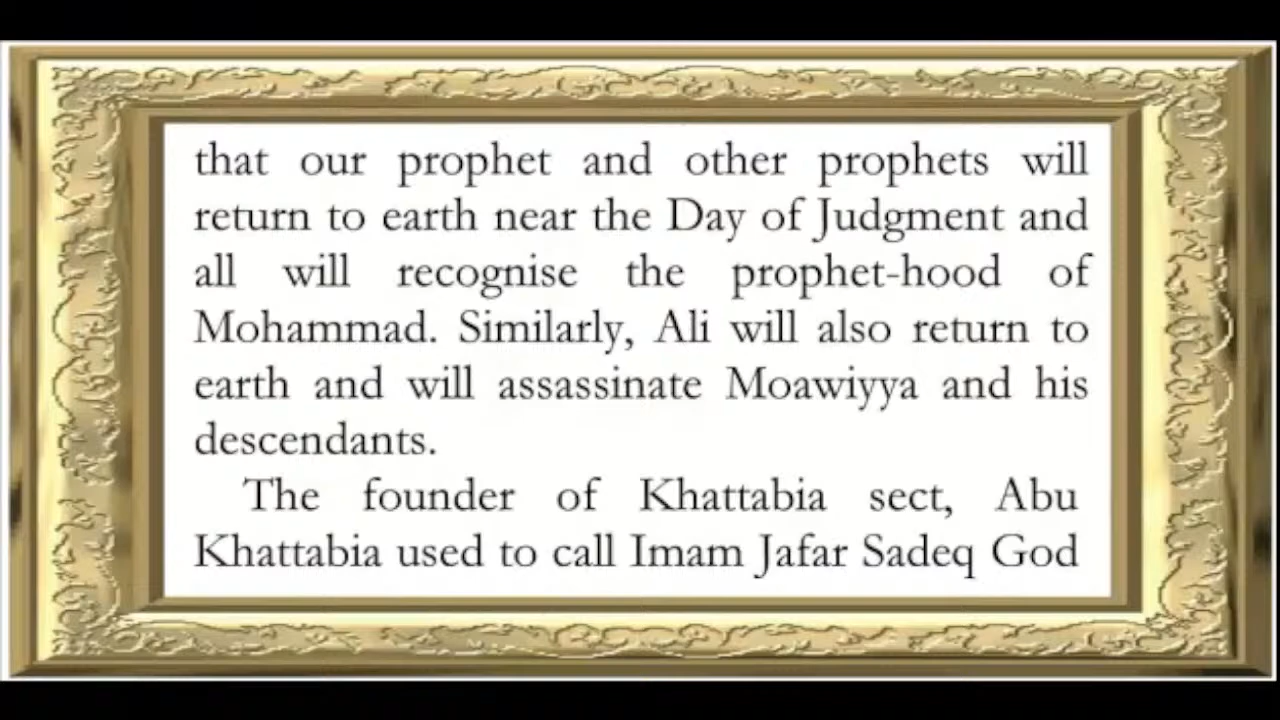 that our prophet and other prophets will
return to earth near the Day of Judgment and
all will recognise the prophet-hood of
Mohammad. Similarly, Ali will also return to
earth and will assassinate Moawiyya and his
descendants.
The founder of Khattabia sect, Abu
Khattabia used to call Imam Jafar Sadeq God